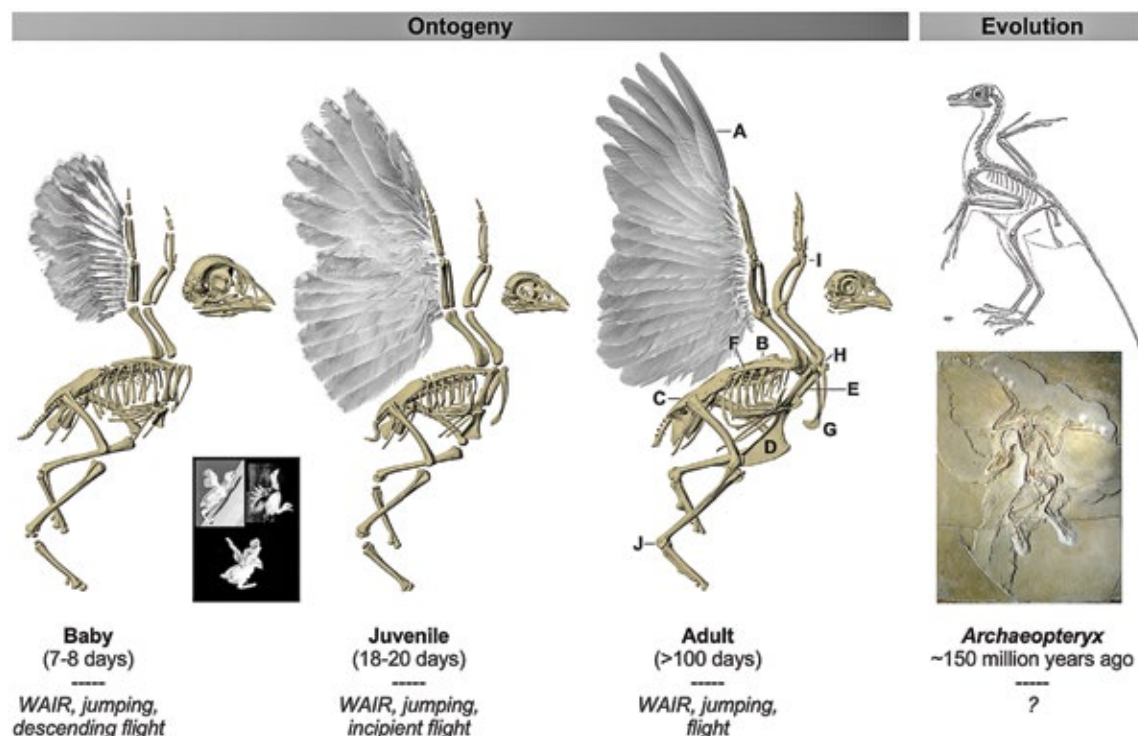 Ontogeny
Evolution
A
I
F
B
H
C
E
G
D
J
Baby
(7-8 days)
-----
WAIR, jumping,
descending flight
Juvenile
(18-20 days)
-----
WAIR, jumping,
incipient flight
Adult
(>100 days)
-----
WAIR, jumping,
flight
Archaeopteryx
~150 million years ago
-----
?